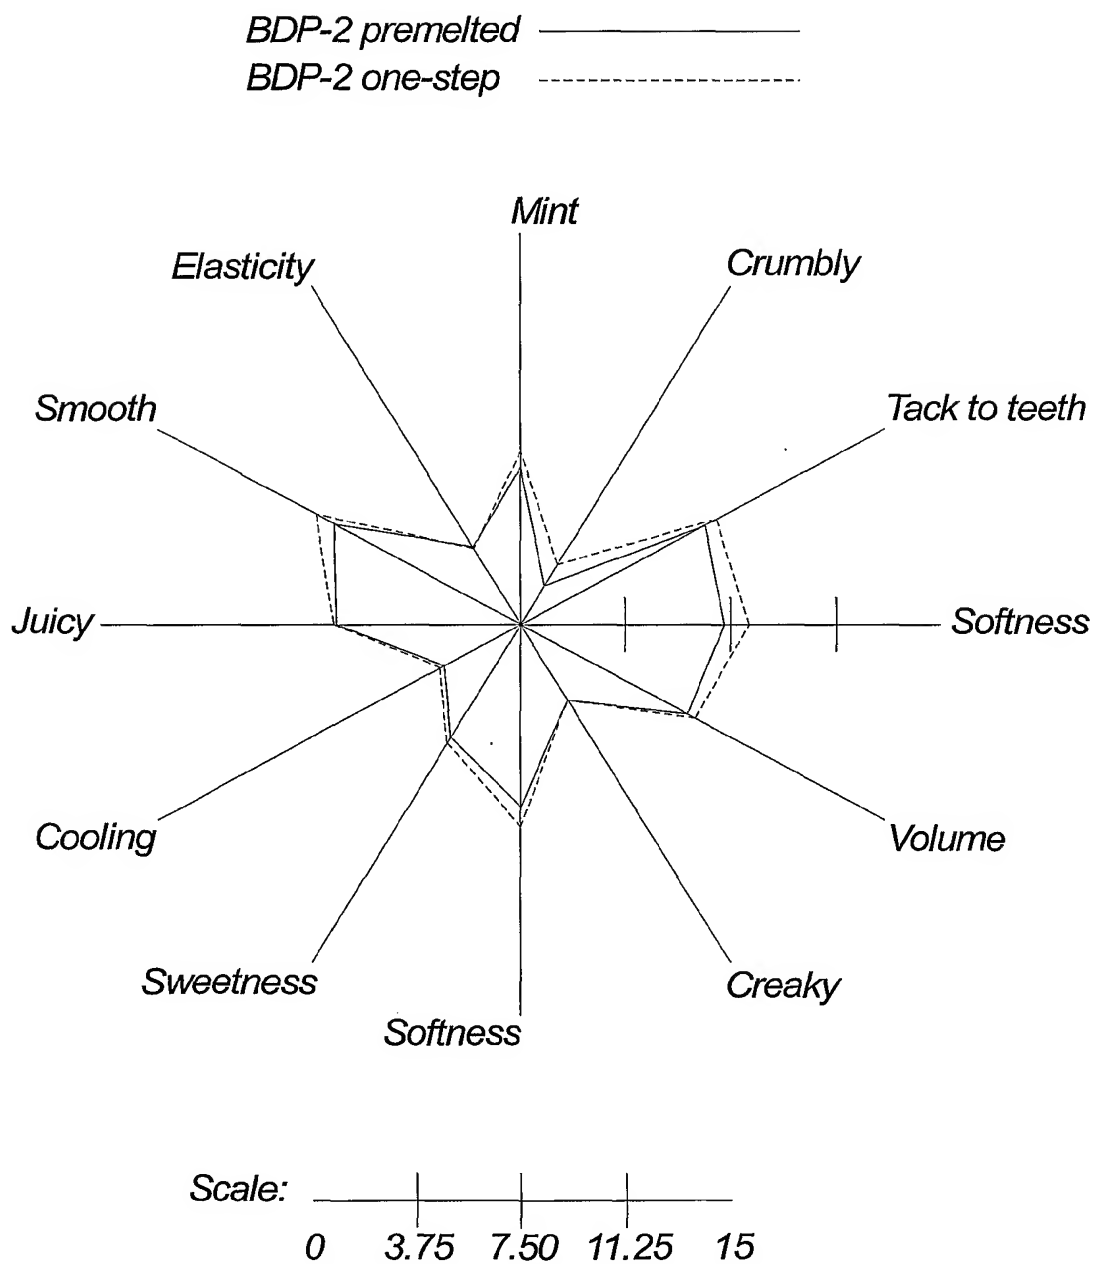 BDP-2 premelted
BDP-2 one-step
Mint
Elasticity
Crumbly
Smooth
Tack to teeth
Juicy
Softness
Cooling
Volume
Sweetness
Creaky
Softness
Scale:
0 3.75 7.50 11.25 15